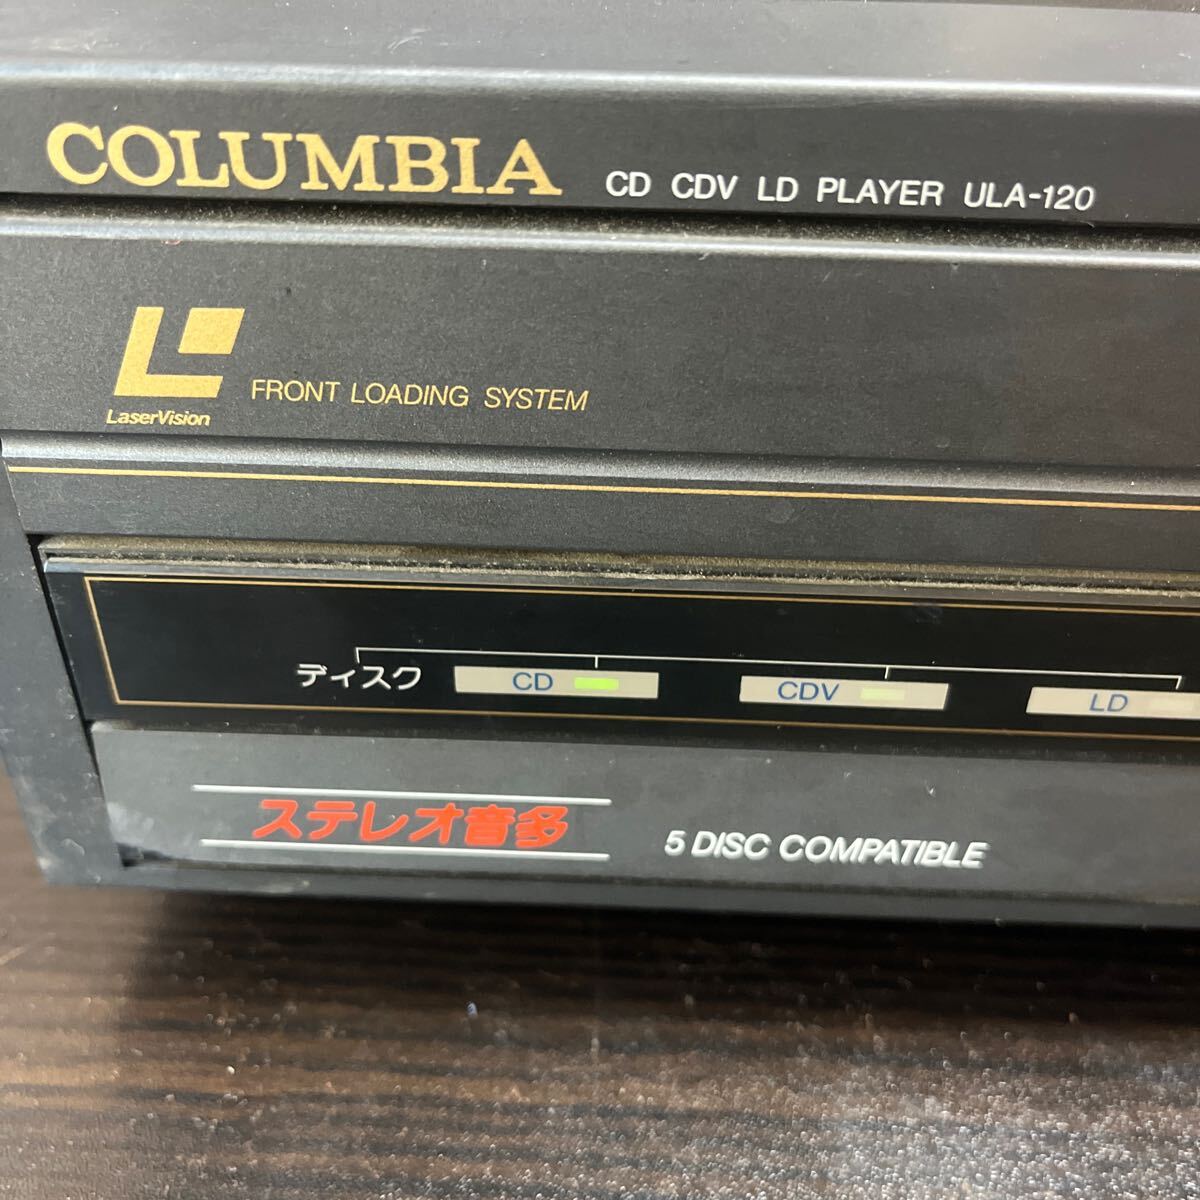 COLUMBIA CD CDV LD PLAYER ULA-120
LaserVision
FRONT LOADING SYSTEM
ディスク CD CDV LD
ステレオ音多
5 DISC COMPATIBLE